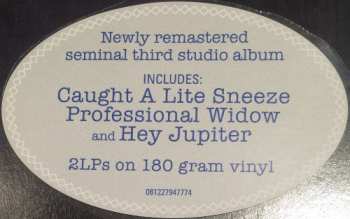 Newly remastered
seminal third studio album
INCLUDES:
Caught A Lite Sneeze
Professional Widow
and Hey Jupiter
2LPs on 180 gram vinyl
081227947774